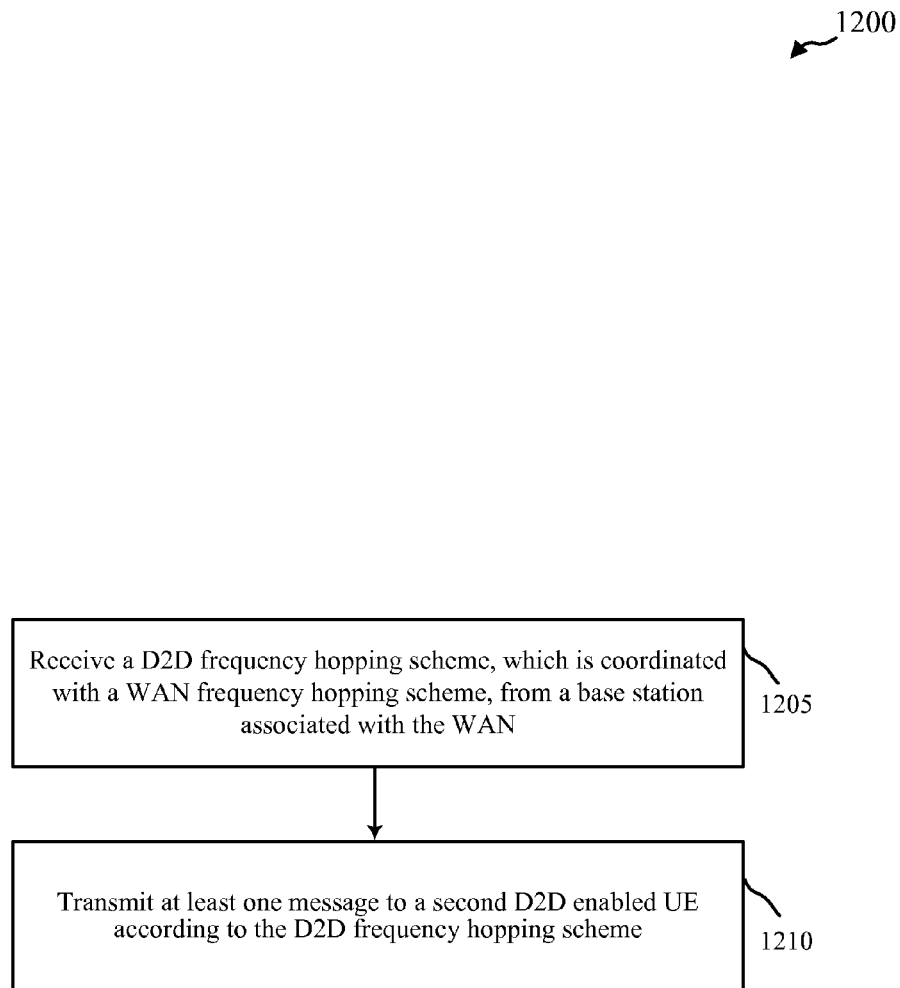 1200
Receive a D2D frequency hopping scheme, which is coordinated
with a WAN frequency hopping scheme, from a base station
associated with the WAN
1205
Transmit at least one message to a second D2D enabled UE
according to the D2D frequency hopping scheme
1210